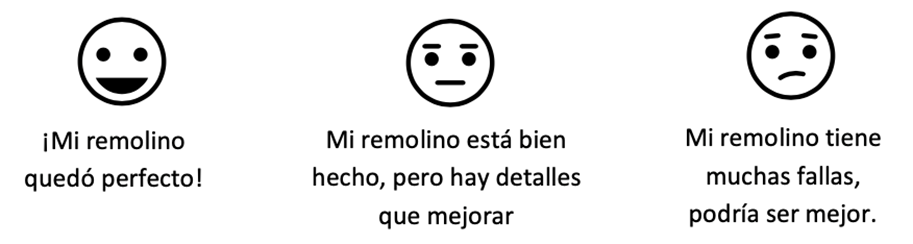 ¡Mi remolino
quedó perfecto!
Mi remolino está bien
hecho, pero hay detalles
que mejorar
Mi remolino tiene
muchas fallas,
podría ser mejor.